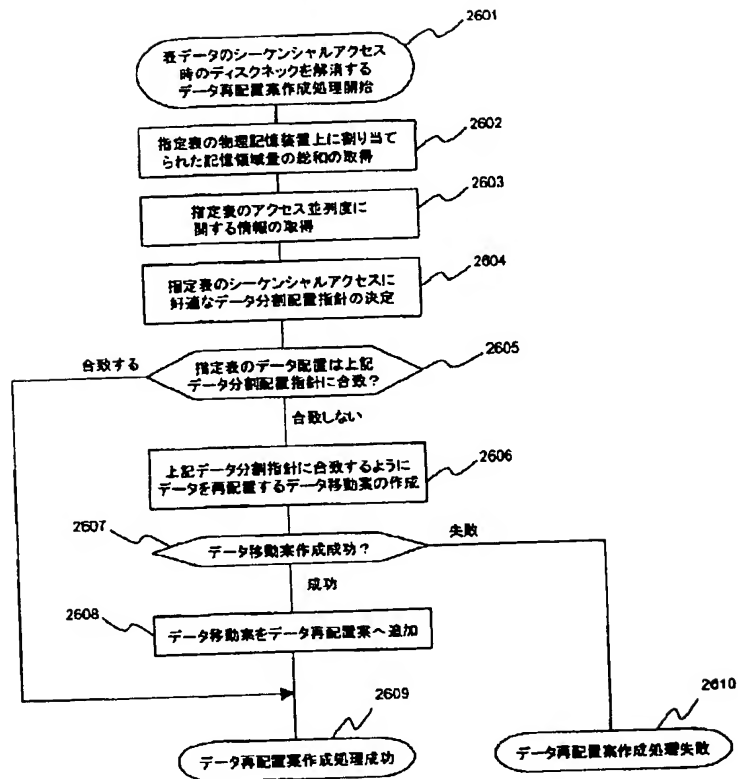 2601
表データのシーケンシャルアクセス
時のディスクネックを解消する
データ再配置案作成処理開始
2602
指定表の物理記憶装置上に割り当て
られた記憶領域量の総和の取得
2603
指定表のアクセス並列度に
関する情報の取得
2604
指定表のシーケンシャルアクセスに
好適なデータ分割配置指針の決定
2605
合致する
指定表のデータ配置は上記
データ分割配置指針に合致？
合致しない
2606
上記データ分割指針に合致するように
データを再配置するデータ移動案の作成
2607
失敗
データ移動案作成成功？
成功
2608
データ移動案をデータ再配置案へ追加
2609
2610
データ再配置案作成処理成功
データ再配置案作成処理失敗